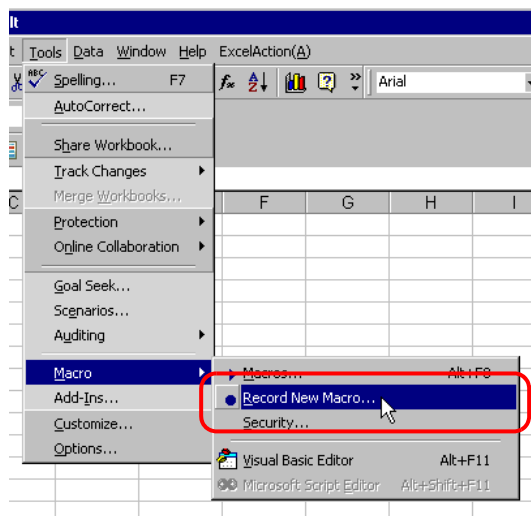 lt
t Tools Data Window Help ExcelAction(A)
ABC Spelling... F7 fx A Z Arial
AutoCorrect...
Share Workbook...
Track Changes
Merge Workbooks...
C F G H I
Protection
Online Collaboration
Goal Seek...
Scenarios...
Auditing
Macro Macros... Alt+F8
Add-Ins... Record New Macro...
Customize... Security...
Options... Visual Basic Editor Alt+F11
Microsoft Script Editor Alt+Shift+F11